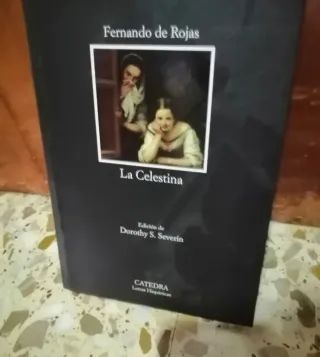 Fernando de Rojas
La Celestina
Edición de
Dorothy S. Severin
CATEDRA
Letras Hispánicas